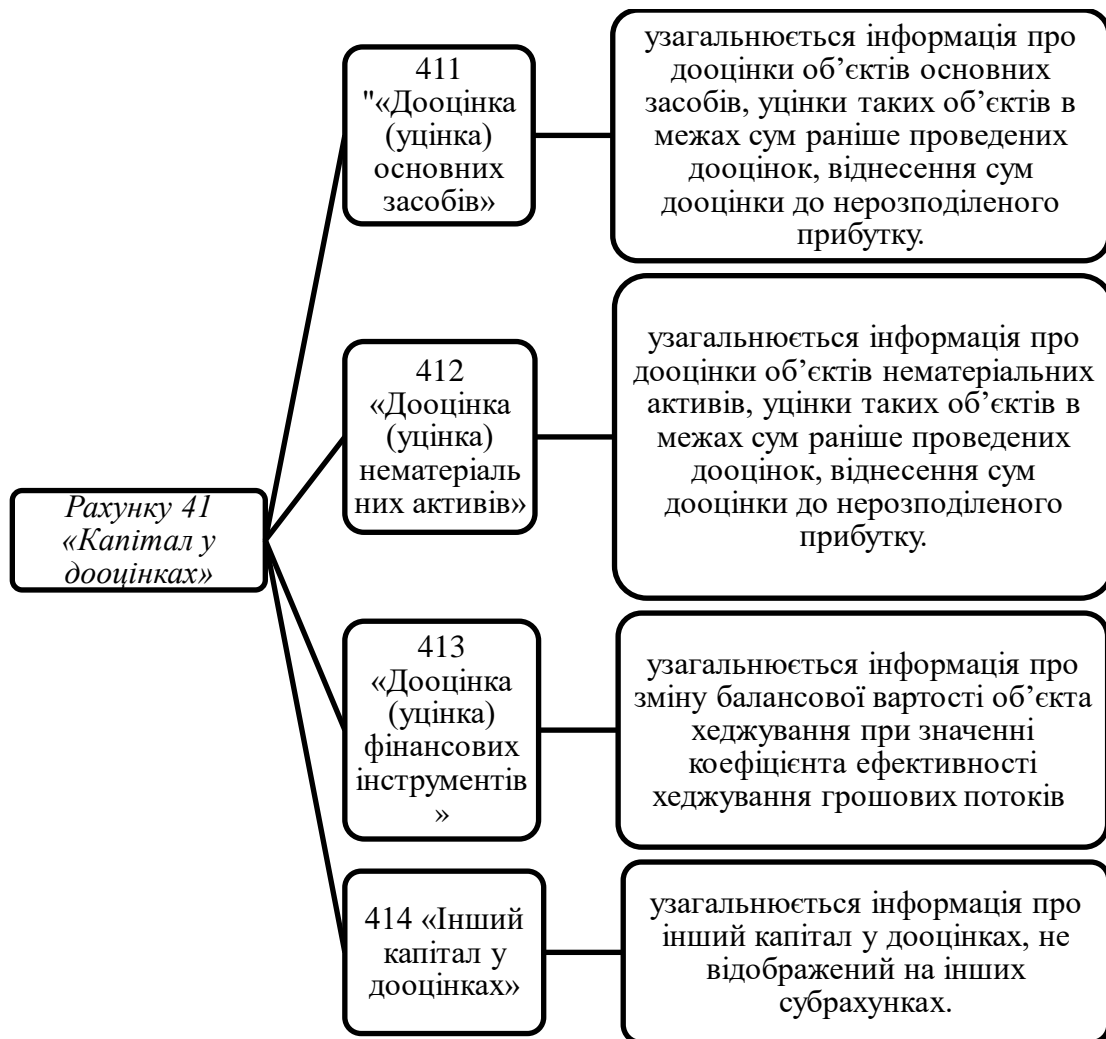 411
"«Дооцінка
(уцінка)
основних
засобів»
узагальнюється інформація про
дооцінки об’єктів основних
засобів, уцінки таких об’єктів в
межах сум раніше проведених
дооцінок, віднесення сум
дооцінки до нерозподіленого
прибутку.
412
«Дооцінка
(уцінка)
нематеріаль
них активів»
узагальнюється інформація про
дооцінки об’єктів нематеріальних
активів, уцінки таких об’єктів в
межах сум раніше проведених
дооцінок, віднесення сум
дооцінки до нерозподіленого
прибутку.
Рахунку 41
«Капітал у
дооцінках»
413
«Дооцінка
(уцінка)
фінансових
інструментів
»
узагальнюється інформація про
зміну балансової вартості об’єкта
хеджування при значенні
коефіцієнта ефективності
хеджування грошових потоків
414 «Інший
капітал у
дооцінках»
узагальнюється інформація про
інший капітал у дооцінках, не
відображений на інших
субрахунках.